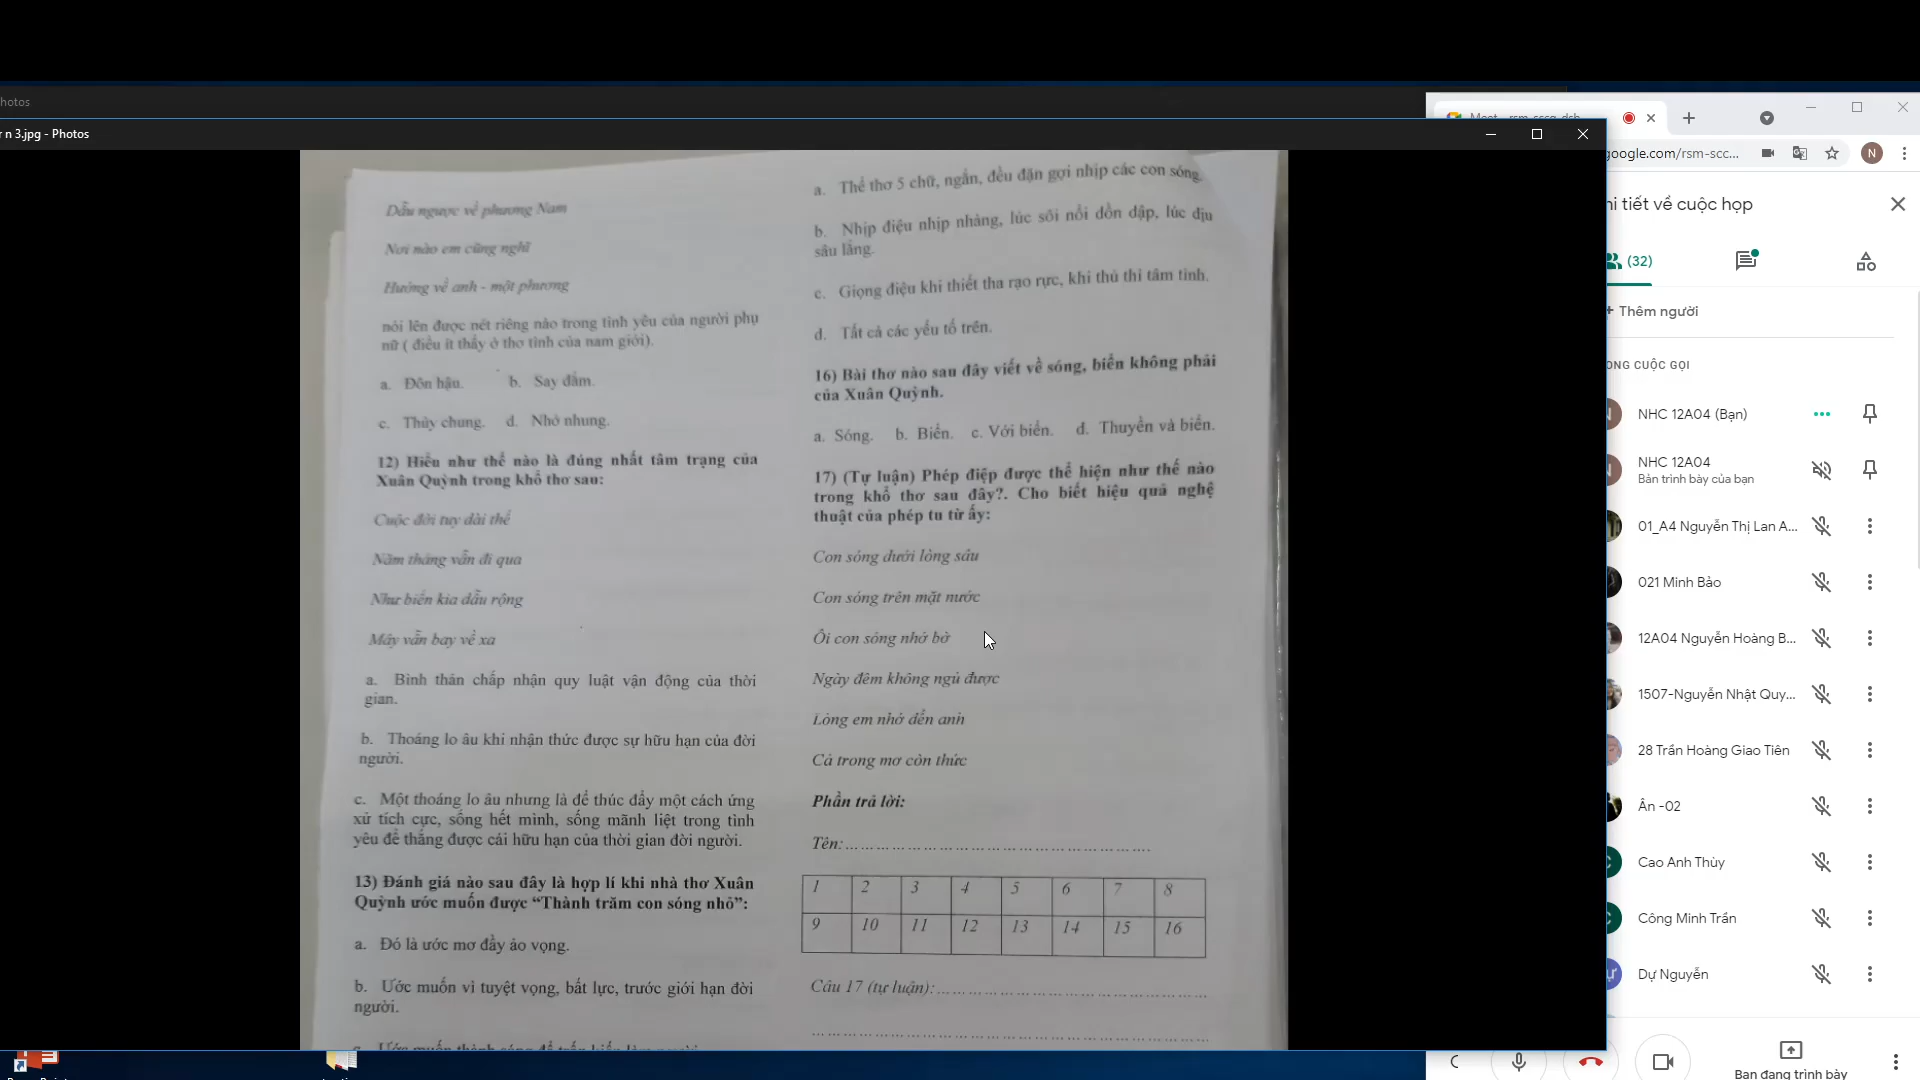 hotos
n 3.jpg - Photos
Dẫu ngược về phương Nam
Nơi nào em cũng nghĩ
Hướng về anh - một phương
nói lên được nét riêng nào trong tình yêu của người phụ
nữ ( điều ít thấy ở thơ tình của nam giới).
a. Đôn hậu. b. Say đắm.
c. Thủy chung. d. Nhớ nhung.
12) Hiểu như thế nào là đúng nhất tâm trạng của
Xuân Quỳnh trong khổ thơ sau:
Cuộc đời tuy dài thế
Năm tháng vẫn đi qua
Như biển kia dẫu rộng
Mây vẫn bay về xa
a. Bình thản chấp nhận quy luật vận động của thời
gian.
b. Thoáng lo âu khi nhận thức được sự hữu hạn của đời
người.
c. Một thoáng lo âu nhưng là để thúc đẩy một cách ứng
xử tích cực, sống hết mình, sống mãnh liệt trong tình
yêu để thắng được cái hữu hạn của thời gian đời người.
13) Đánh giá nào sau đây là hợp lí khi nhà thơ Xuân
Quỳnh ước muốn được “Thành trăm con sóng nhỏ”:
a. Đó là ước mơ đầy ảo vọng.
b. Ước muốn vì tuyệt vọng, bất lực, trước giới hạn đời
người.
a. Thể thơ 5 chữ, ngắn, đều đặn gợi nhịp các con sóng.
b. Nhịp điệu nhịp nhàng, lúc sôi nổi dồn dập, lúc dịu
sâu lắng.
c. Giọng điệu khi thiết tha rạo rực, khi thủ thỉ tâm tình.
d. Tất cả các yếu tố trên.
16) Bài thơ nào sau đây viết về sóng, biển không phải
của Xuân Quỳnh.
a. Sóng. b. Biển. c. Với biển. d. Thuyền và biển.
17) (Tự luận) Phép điệp được thể hiện như thế nào
trong khổ thơ sau đây?. Cho biết hiệu quả nghệ
thuật của phép tu từ ấy:
Con sóng dưới lòng sâu
Con sóng trên mặt nước
Ôi con sóng nhớ bờ
Ngày đêm không ngủ được
Lòng em nhớ đến anh
Cả trong mơ còn thức
Phần trả lời:
Tên:..........................................
1 2 3 4 5 6 7 8
9 10 11 12 13 14 15 16
Câu 17 (tự luận):..........................................
google.com/rsm-scc...
N
hi tiết về cuộc họp
(32)
Thêm người
ONG CUỘC GỌI
NHC 12A04 (Bạn)
NHC 12A04
Bản trình bày của bạn
01_A4 Nguyễn Thị Lan A...
021 Minh Bảo
12A04 Nguyễn Hoàng B...
1507-Nguyễn Nhật Quy...
28 Trần Hoàng Giao Tiên
Ân -02
Cao Anh Thùy
Công Minh Trần
Dự Nguyễn
Bạn đang trình bày